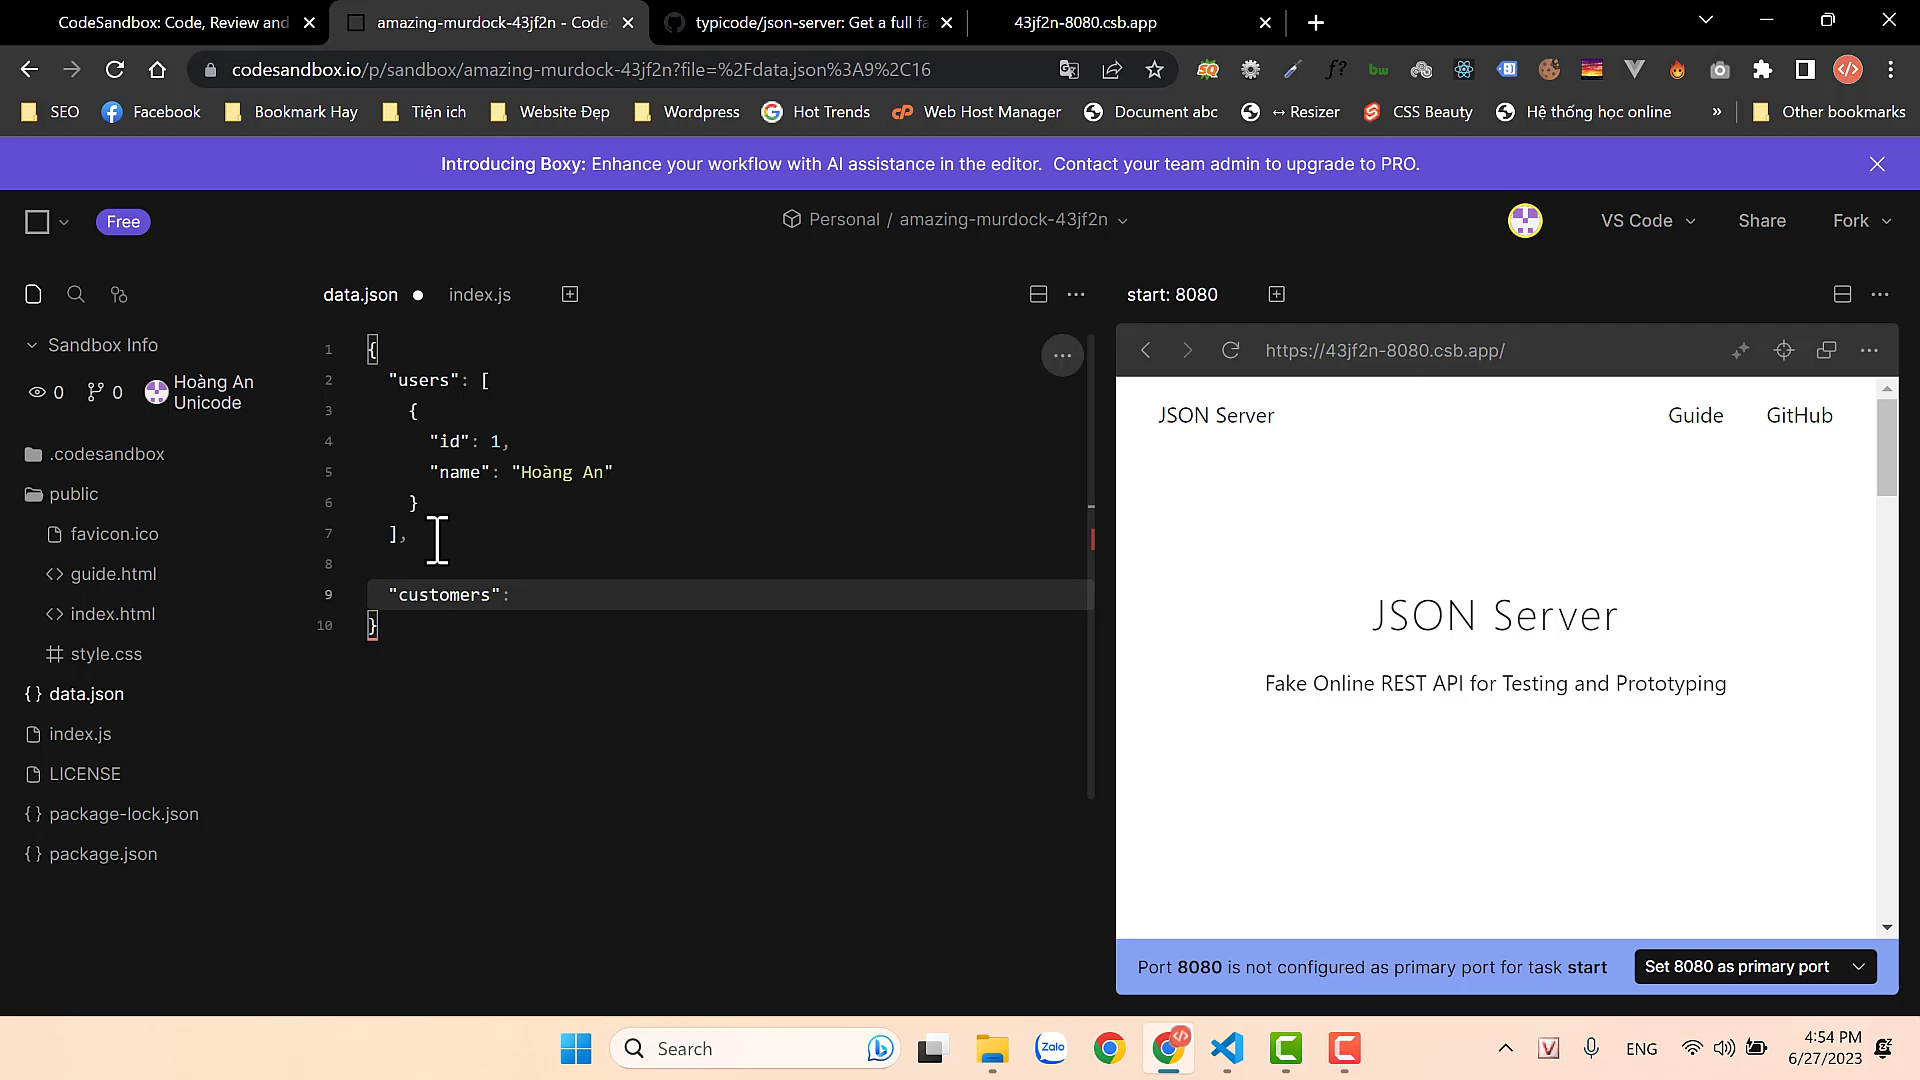 CodeSandbox: Code, Review and
amazing-murdock-43jf2n - Code
typicode/json-server: Get a full fa
43jf2n-8080.csb.app
codesandbox.io/p/sandbox/amazing-murdock-43jf2n?file=%2Fdata.json%3A9%2C16
SEO
Facebook
Bookmark Hay
Tiện ích
Website Đẹp
Wordpress
Hot Trends
Web Host Manager
Document abc
↔ Resizer
CSS Beauty
Hệ thống học online
»
Other bookmarks
Introducing Boxy: Enhance your workflow with AI assistance in the editor. Contact your team admin to upgrade to PRO.
Free
Personal / amazing-murdock-43jf2n
VS Code
Share
Fork
data.json
index.js
start: 8080
Sandbox Info
0
0
Hoàng An
Unicode
.codesandbox
public
favicon.ico
guide.html
index.html
style.css
data.json
index.js
LICENSE
package-lock.json
package.json
1 {
2 "users": [
3 {
4 "id": 1,
5 "name": "Hoàng An"
6 }
7 ],
8
9 "customers":
10 }
https://43jf2n-8080.csb.app/
JSON Server
Guide
GitHub
JSON Server
Fake Online REST API for Testing and Prototyping
Port 8080 is not configured as primary port for task start
Set 8080 as primary port
Search
Zalo
ENG
4:54 PM
6/27/2023